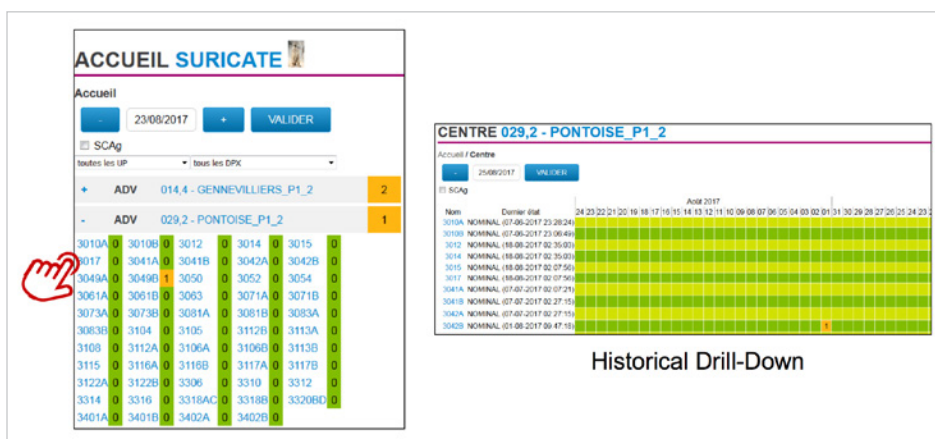 ACCUEIL SURICATE
Accueil
- 23/08/2017 + VALIDER
SCAg
toutes les UP tous les DPX
+ ADV 014,4 - GENNEVILLIERS_P1_2 2
- ADV 029,2 - PONTOISE_P1_2 1
3010A 0 3010B 0 3012 0 3014 0 3015 0
3017 0 3041A 0 3041B 0 3042A 0 3042B 0
3049A 0 3049B 1 3050 0 3052 0 3054 0
3061A 0 3061B 0 3063 0 3071A 0 3071B 0
3073A 0 3073B 0 3081A 0 3081B 0 3083A 0
3083B 0 3104 0 3105 0 3112B 0 3113A 0
3108 0 3112A 0 3106A 0 3106B 0 3113B 0
3115 0 3116A 0 3116B 0 3117A 0 3117B 0
3122A 0 3122B 0 3306 0 3310 0 3312 0
3314 0 3316 0 3318AC 0 3318B 0 3320BD 0
3401A 0 3401B 0 3402A 0 3402B 0
CENTRE 029,2 - PONTOISE_P1_2
Accueil / Centre
- 25/08/2017 VALIDER
SCAg
Août 2017
Nom Dernier état 24 23 22 21 20 19 18 17 16 15 14 13 12 11 10 09 08 07 06 05 04 03 02 01 31 30 29 28 27 26 25 24 23
3010A NOMINAL (07-08-2017 23:28:24)
3010B NOMINAL (07-08-2017 23:06:49)
3012 NOMINAL (18-08-2017 02:35:03)
3014 NOMINAL (18-08-2017 02:35:03)
3015 NOMINAL (18-08-2017 02:07:56)
3017 NOMINAL (18-08-2017 02:07:56)
3041A NOMINAL (07-07-2017 02:07:21)
3041B NOMINAL (07-07-2017 02:27:15)
3042A NOMINAL (07-07-2017 02:27:15)
3042B NOMINAL (01-08-2017 09:47:18) 1
Historical Drill-Down